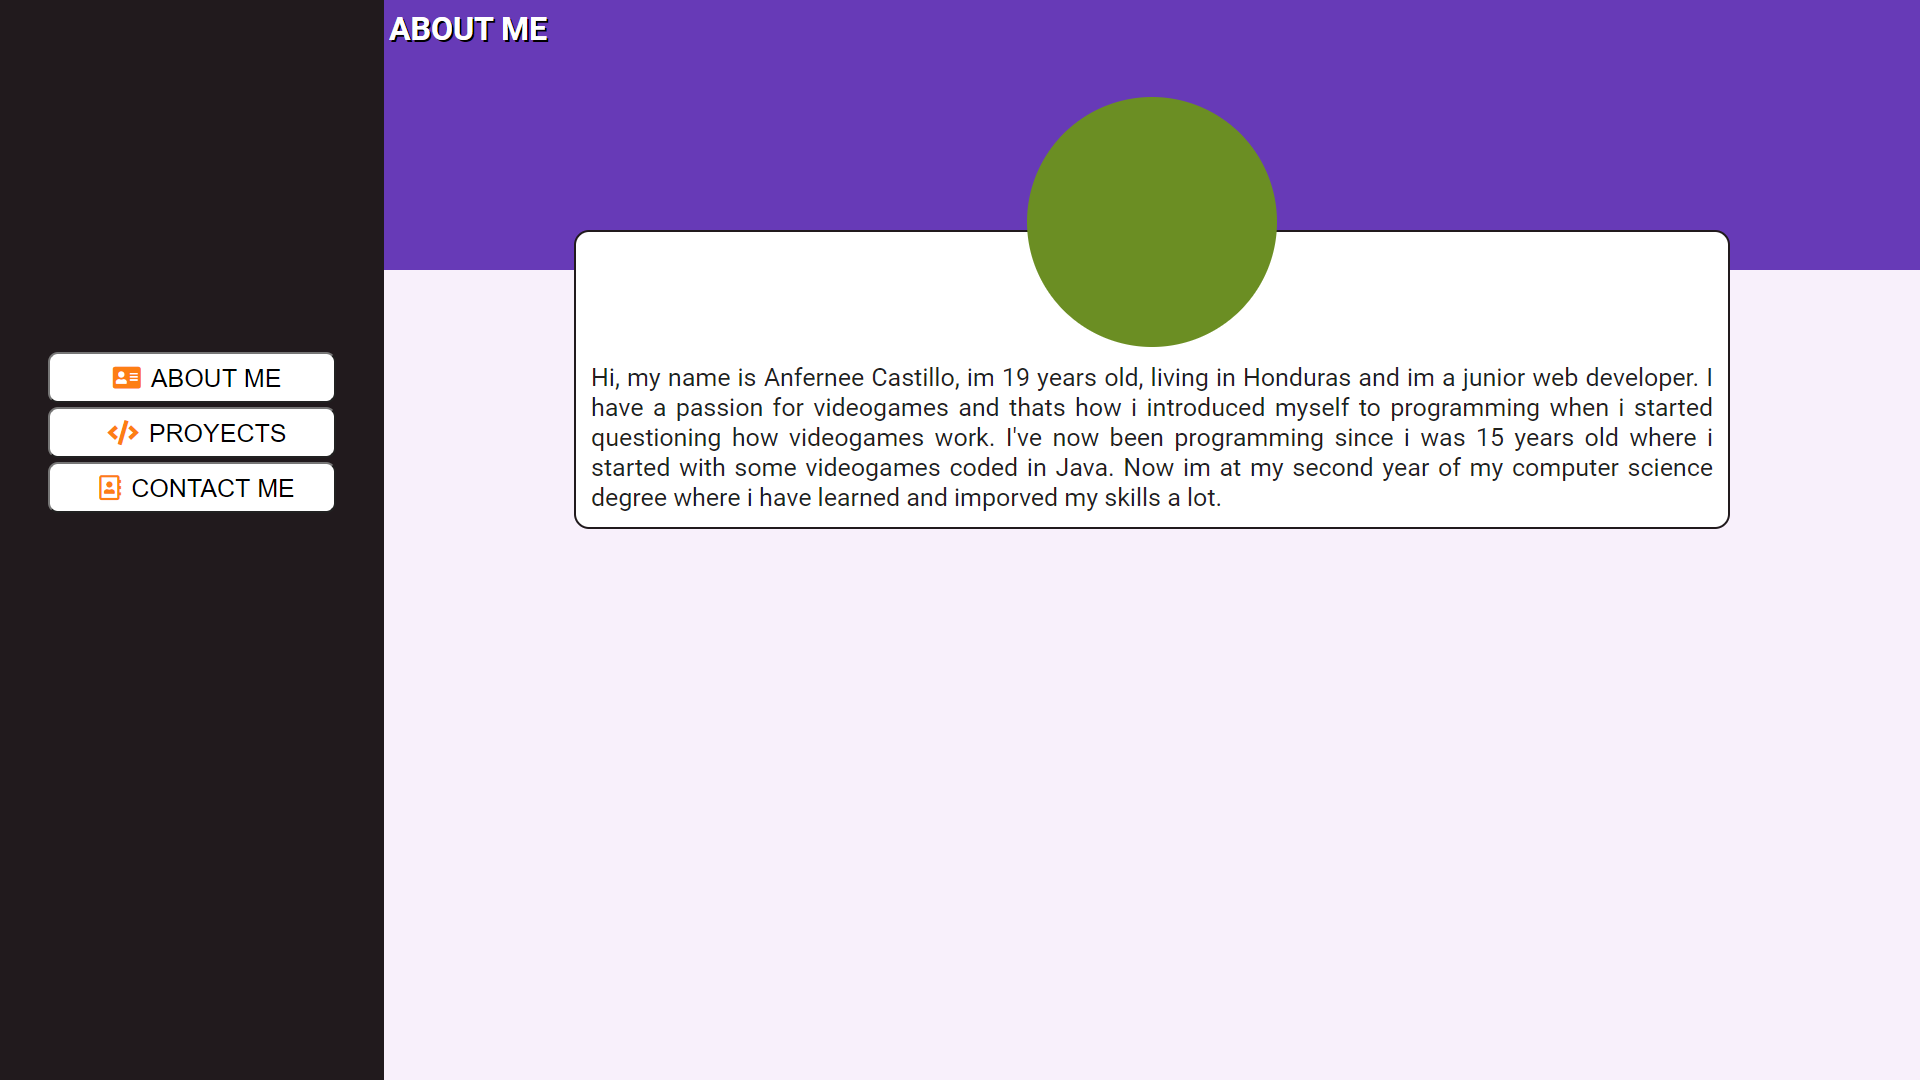 ABOUT ME
ABOUT ME
PROYECTS
CONTACT ME
Hi, my name is Anfernee Castillo, im 19 years old, living in Honduras and im a junior web developer. I
have a passion for videogames and thats how i introduced myself to programming when i started
questioning how videogames work. I've now been programming since i was 15 years old where i
started with some videogames coded in Java. Now im at my second year of my computer science
degree where i have learned and imporved my skills a lot.